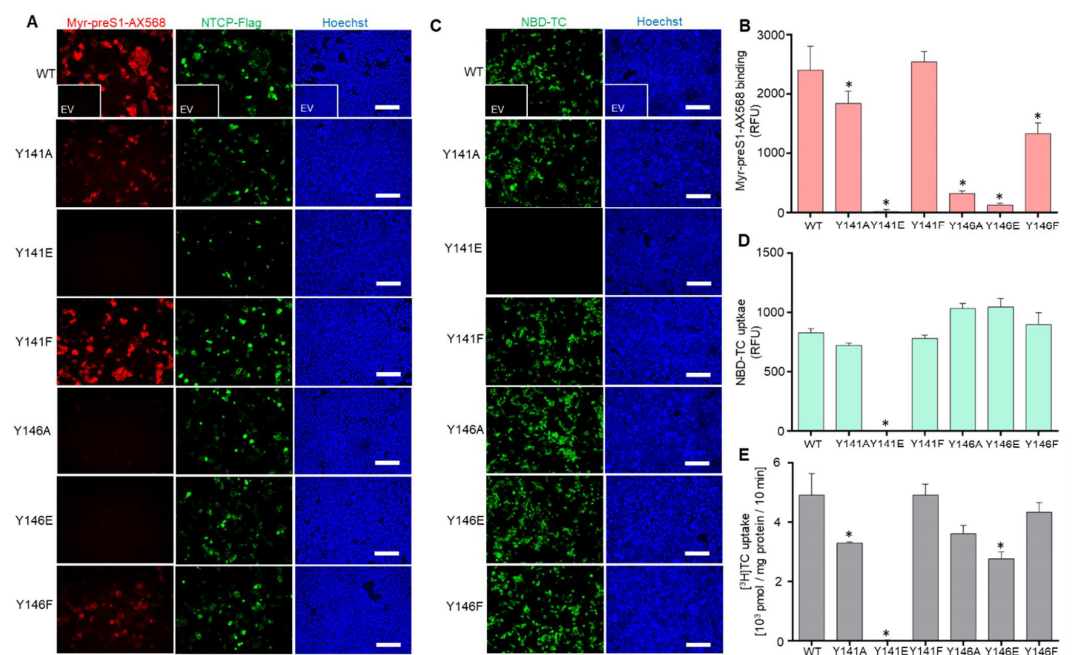 A Myr-preS1-AX568 NTCP-Flag Hoechst
WT
EV EV EV
Y141A
Y141E
Y141F
Y146A
Y146E
Y146F
C NBD-TC Hoechst
WT
EV EV
Y141A
Y141E
Y141F
Y146A
Y146E
Y146F
B
Myr-preS1-AX568 binding
(RFU)
3000
2000
1000
0
* * * * *
WT Y141A Y141E Y141F Y146A Y146E Y146F
D
NBD-TC uptkae
(RFU)
1500
1000
500
0
*
WT Y141A Y141E Y141F Y146A Y146E Y146F
E
[³H]TC uptake
[10³ pmol / mg protein / 10 min]
6
4
2
0
* * *
WT Y141A Y141E Y141F Y146A Y146E Y146F